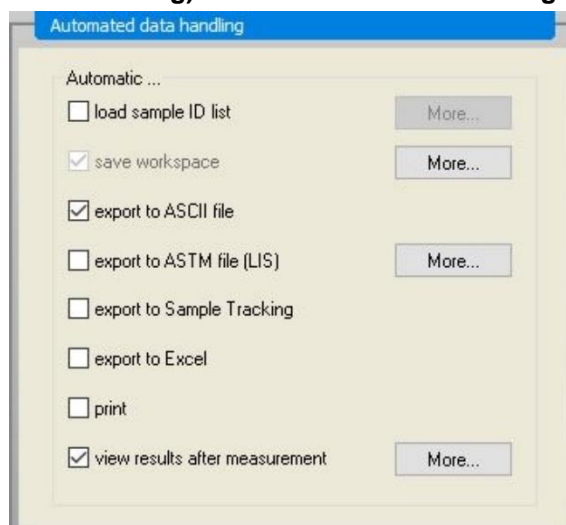 Automated data handling
Automatic ...
load sample ID list More...
save workspace More...
export to ASCII file
export to ASTM file (LIS) More...
export to Sample Tracking
export to Excel
print
view results after measurement More...